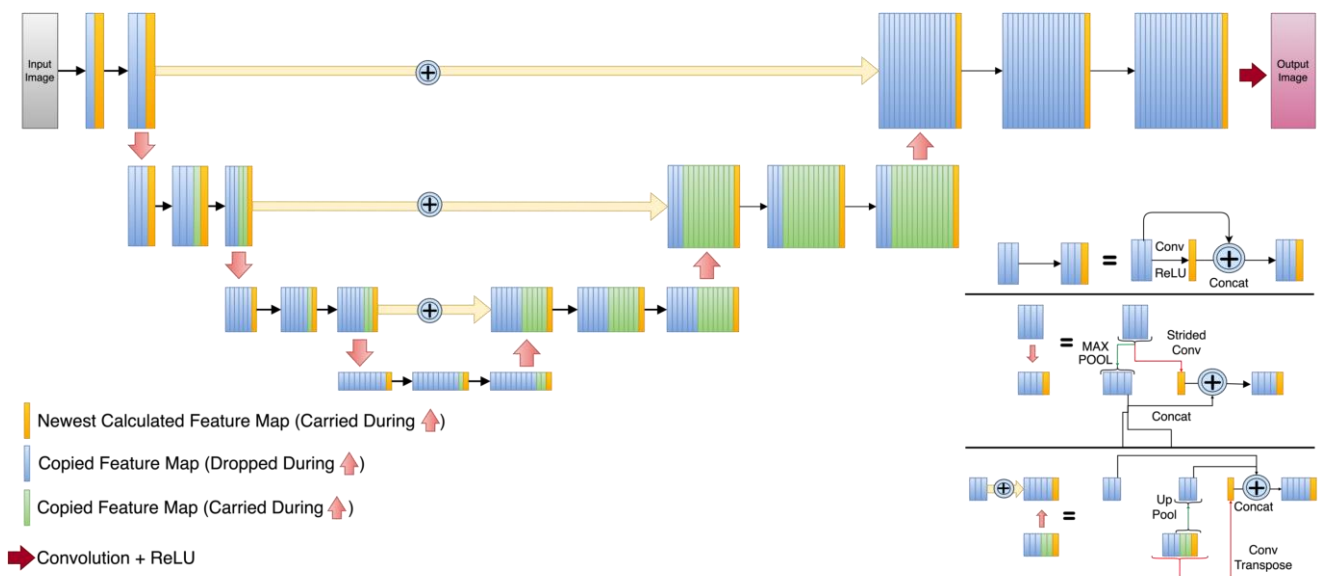 Input
Image
Output
Image
Conv
ReLU
Concat
MAX
POOL
Strided
Conv
Concat
Up
Pool
Concat
Conv
Transpose
Newest Calculated Feature Map (Carried During )
Copied Feature Map (Dropped During )
Copied Feature Map (Carried During )
Convolution + ReLU